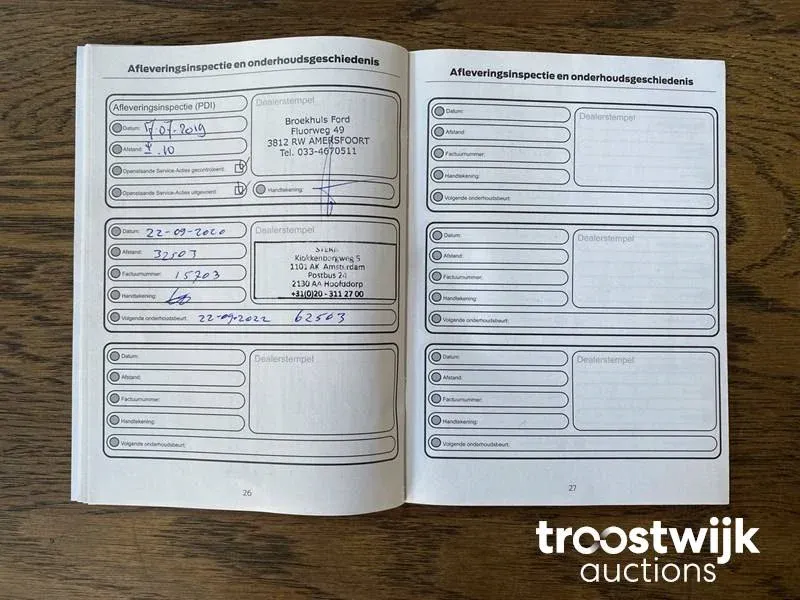 Afleveringsinspectie en onderhoudsgeschiedenis
Afleveringsinspectie (PDI)
Datum: 17-07-2019
Afstand: 10
Openstaande Service-Acties gecontroleerd:
Openstaande Service-Acties uitgevoerd:
Dealerstempel
Broekhuis Ford
Fluorweg 49
3812 RW AMERSFOORT
Tel. 033-4670511
Handtekening:
Datum: 22-09-2020
Afstand: 32503
Factuurnummer: 15703
Handtekening:
Dealerstempel
Klokkenbergweg 5
1101 AK Amsterdam
Postbus 24
2130 AA Hoofddorp
+31(0)20 - 311 27 00
Volgende onderhoudsbeurt: 22-09-2022 62503
Datum:
Afstand:
Factuurnummer:
Handtekening:
Dealerstempel
Volgende onderhoudsbeurt:
26
Afleveringsinspectie en onderhoudsgeschiedenis
Datum:
Afstand:
Factuurnummer:
Handtekening:
Dealerstempel
Volgende onderhoudsbeurt:
Datum:
Afstand:
Factuurnummer:
Handtekening:
Dealerstempel
Volgende onderhoudsbeurt:
Datum:
Afstand:
Factuurnummer:
Handtekening:
Dealerstempel
Volgende onderhoudsbeurt:
27
troostwijk
auctions